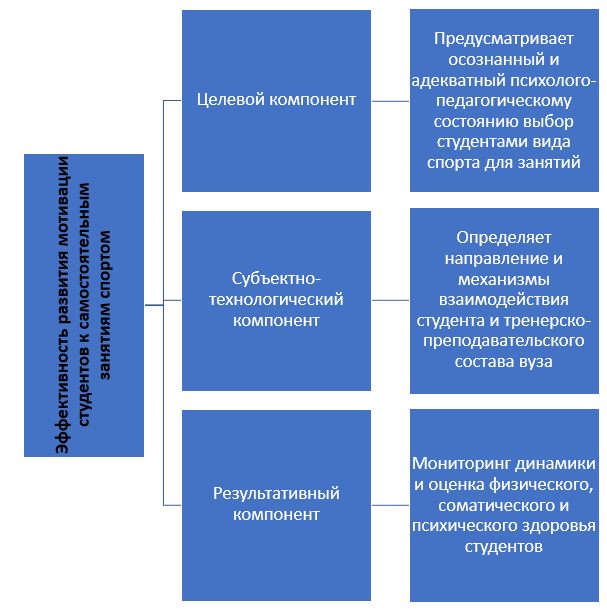 Эффективность развития мотивации
студентов к самостоятельным
занятиям спортом
Целевой компонент
Предусматривает
осознанный и
адекватный психолого-
педагогическому
состоянию выбор
студентами вида
спорта для занятий
Субъектно-
технологический
компонент
Определяет
направление и
механизмы
взаимодействия
студента и тренерско-
преподавательского
состава вуза
Результативный
компонент
Мониторинг динамики
и оценка физического,
соматического и
психического здоровья
студентов